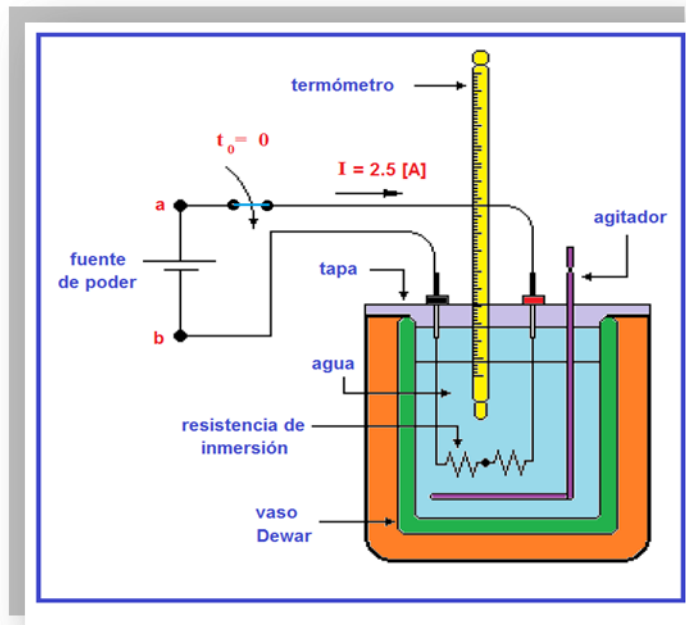 termómetro
t₀ = 0
I = 2.5 [A]
a
agitador
fuente
de poder
tapa
b
agua
resistencia de
inmersión
vaso
Dewar